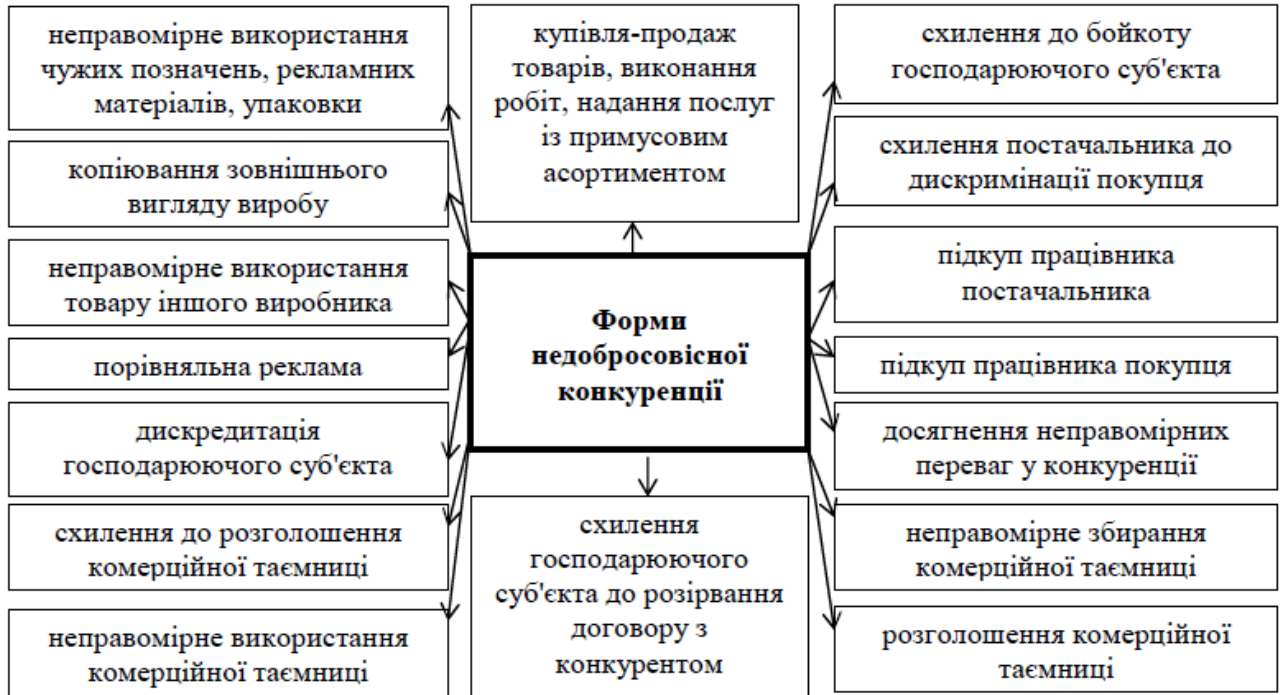 неправомірне використання
чужих позначень, рекламних
матеріалів, упаковки
копіювання зовнішнього
вигляду виробу
неправомірне використання
товару іншого виробника
порівняльна реклама
дискредитація
господарюючого суб'єкта
схилення до розголошення
комерційної таємниці
неправомірне використання
комерційної таємниці
купівля-продаж
товарів, виконання
робіт, надання послуг
із примусовим
асортиментом
Форми
недобросовісної
конкуренції
схилення
господарюючого
суб'єкта до розірвання
договору з
конкурентом
схилення до бойкоту
господарюючого суб'єкта
схилення постачальника до
дискримінації покупця
підкуп працівника
постачальника
підкуп працівника покупця
досягнення неправомірних
переваг у конкуренції
неправомірне збирання
комерційної таємниці
розголошення комерційної
таємниці